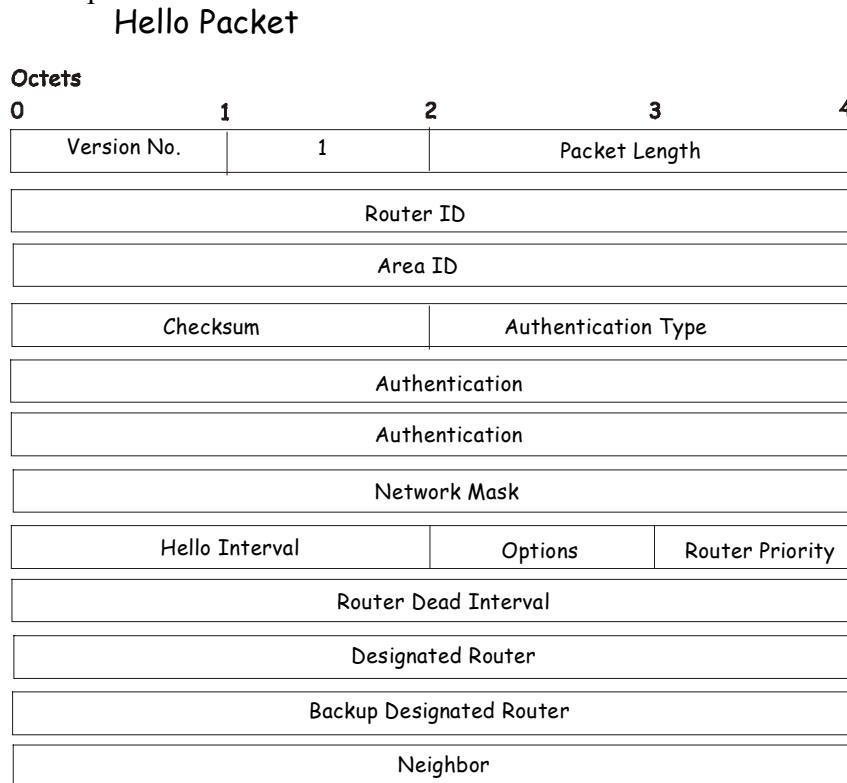 Hello Packet
Octets
0 1 2 3 4
Version No. 1 Packet Length
Router ID
Area ID
Checksum Authentication Type
Authentication
Authentication
Network Mask
Hello Interval Options Router Priority
Router Dead Interval
Designated Router
Backup Designated Router
Neighbor